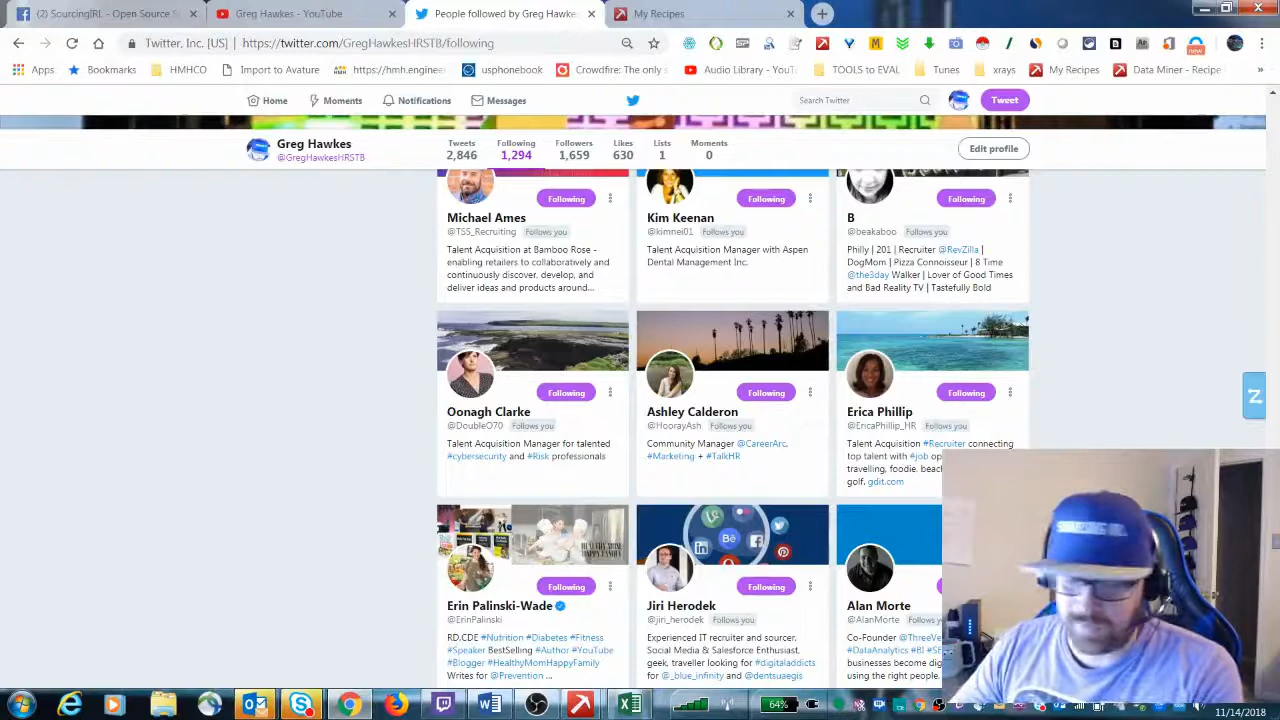 (20) SourcingIRL - Open Source S
Greg Hawkes - YouTube
People followed by Greg Hawkes
My Recipes
Twitter, Inc. [US] | https://twitter.com/GregHawkesHRSTB/following
Apps
Bookmarks
HMHC
Import to Avature
https://hmh.engineer
usphonebook
Crowdfire: The only s
Audio Library - YouT
TOOLS to EVAL
Tunes
xrays
My Recipes
Data Miner - Recipe
»
Home
Moments
Notifications
Messages
Search Twitter
Tweet
Greg Hawkes
@GregHawkesHRSTB
Tweets
2,846
Following
1,294
Followers
1,659
Likes
630
Lists
1
Moments
0
Edit profile
Following
Michael Ames
@TSS_Recruiting Follows you
Talent Acquisition at Bamboo Rose -
enabling retailers to collaboratively and
continuously discover, develop, and
deliver ideas and products around...
Following
Kim Keenan
@kimnei01 Follows you
Talent Acquisition Manager with Aspen
Dental Management Inc.
Following
B
@beakaboo Follows you
Philly | 201 | Recruiter @RevZilla |
DogMom | Pizza Connoisseur | 8 Time
@the3day Walker | Lover of Good Times
and Bad Reality TV | Tastefully Bold
Following
Oonagh Clarke
@DoubleO70 Follows you
Talent Acquisition Manager for talented
#cybersecurity and #Risk professionals
Following
Ashley Calderon
@HoorayAsh Follows you
Community Manager @CareerArc.
#Marketing + #TalkHR
Following
Erica Phillip
@EricaPhillip_HR Follows you
Talent Acquisition #Recruiter connecting
top talent with #job op
travelling, foodie, beac
golf. gdit.com
Following
Erin Palinski-Wade
@ErinPalinski
RD,CDE #Nutrition #Diabetes #Fitness
#Speaker BestSelling #Author #YouTube
#Blogger #HealthyMomHappyFamily
Writes for @Prevention ...
Following
Jiri Herodek
@jiri_herodek Follows you
Experienced IT recruiter and sourcer,
Social Media & Salesforce Enthusiast,
geek, traveller looking for #digitaladdicts
for @_blue_infinity and @dentsuaegis
Alan Morte
@AlanMorte Follows yo
Co-Founder @ThreeVe
#DataAnalytics #BI #SE
businesses become dig
using the right people,
64%
11/14/2018